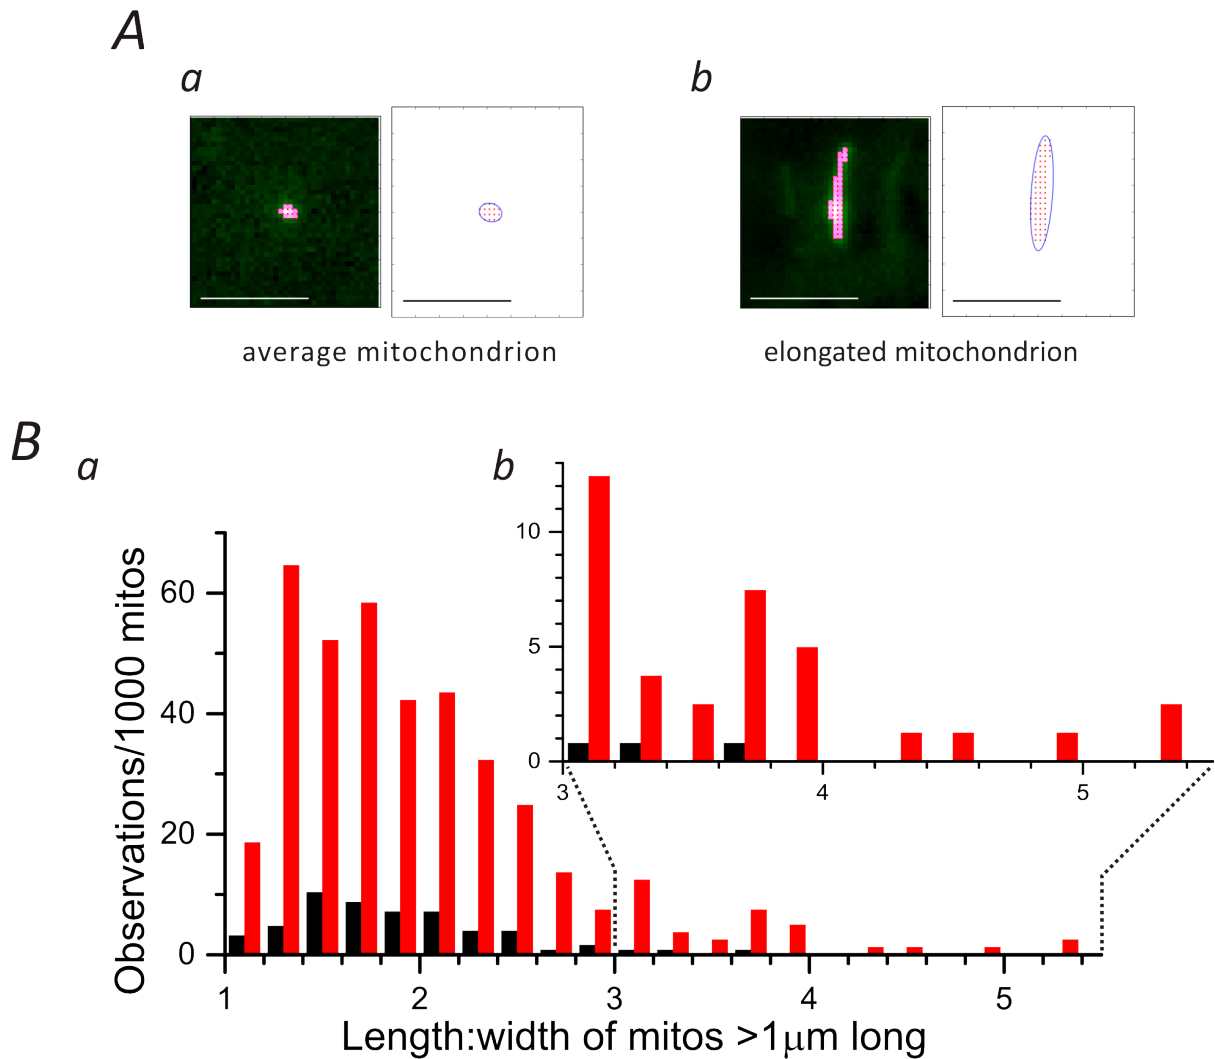 A
a
b
average mitochondrion
elongated mitochondrion
B
a
b
Observations/1000 mitos
60
40
20
0
10
5
0
3
4
5
1
2
3
4
5
Length:width of mitos >1μm long